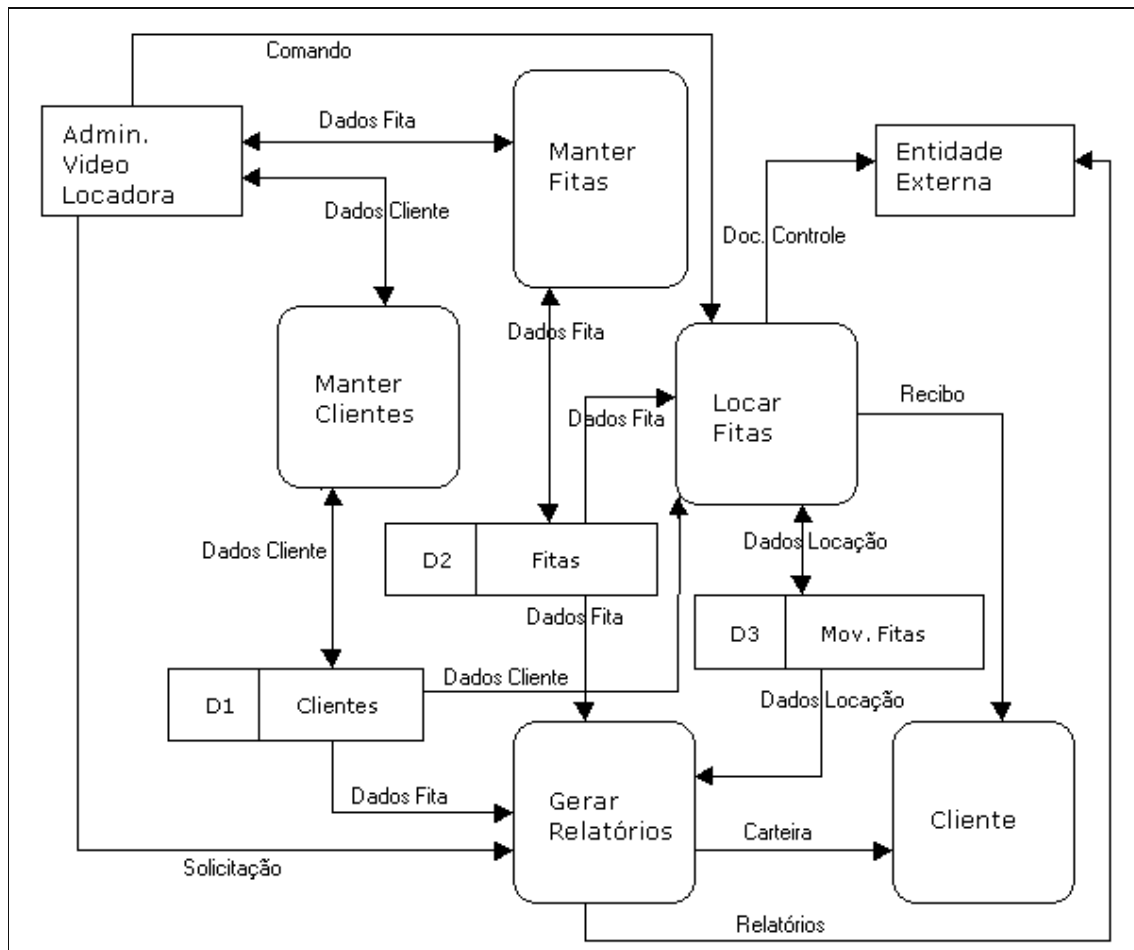 Comando
Admin.
Video
Locadora
Dados Fita
Manter
Fitas
Entidade
Externa
Dados Cliente
Doc. Controle
Dados Fita
Manter
Clientes
Locar
Fitas
Recibo
Dados Fita
Dados Cliente
D2
Fitas
Dados Locação
Dados Fita
D3
Mov. Fitas
Dados Cliente
D1
Clientes
Dados Locação
Dados Fita
Gerar
Relatórios
Carteira
Cliente
Solicitação
Relatórios